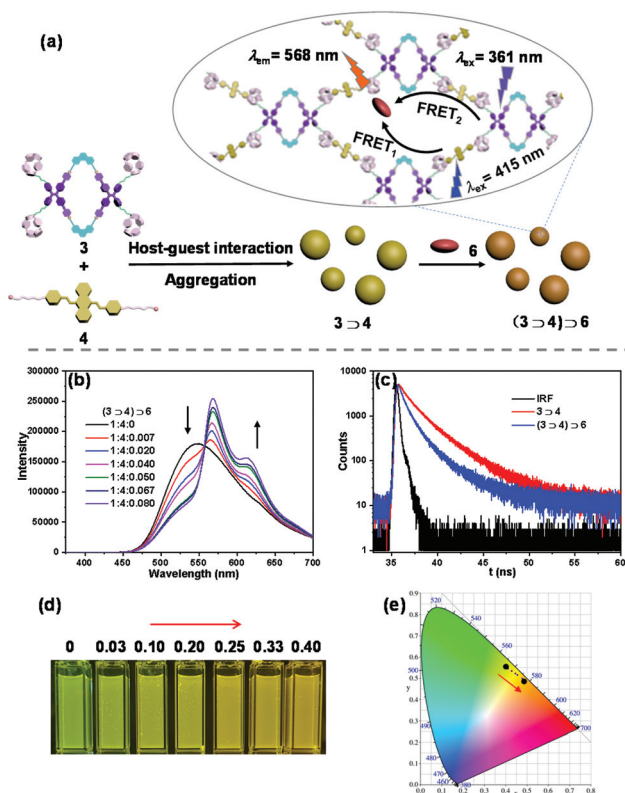 (a)
λem = 568 nm
λex = 361 nm
FRET2
FRET1
λex = 415 nm
3
+
4
Host-guest interaction
Aggregation
3 ⊃ 4
6
(3 ⊃ 4) ⊃ 6
(b)
300000
250000
200000
150000
100000
50000
0
Intensity
(3 ⊃ 4) ⊃ 6
1:4:0
1:4:0.007
1:4:0.020
1:4:0.040
1:4:0.050
1:4:0.067
1:4:0.080
400 450 500 550 600 650 700
Wavelength (nm)
(c)
10000
1000
100
10
1
Counts
IRF
3 ⊃ 4
(3 ⊃ 4) ⊃ 6
35 40 45 50 55 60
t (ns)
(d)
0 0.03 0.10 0.20 0.25 0.33 0.40
(e)
0.9
0.8
0.7
0.6
0.5
0.4
0.3
0.2
0.1
0.0
y
520
540
560
500
580
600
620
700
490
480
470
460
380
0.0 0.1 0.2 0.3 0.4 0.5 0.6 0.7 0.8